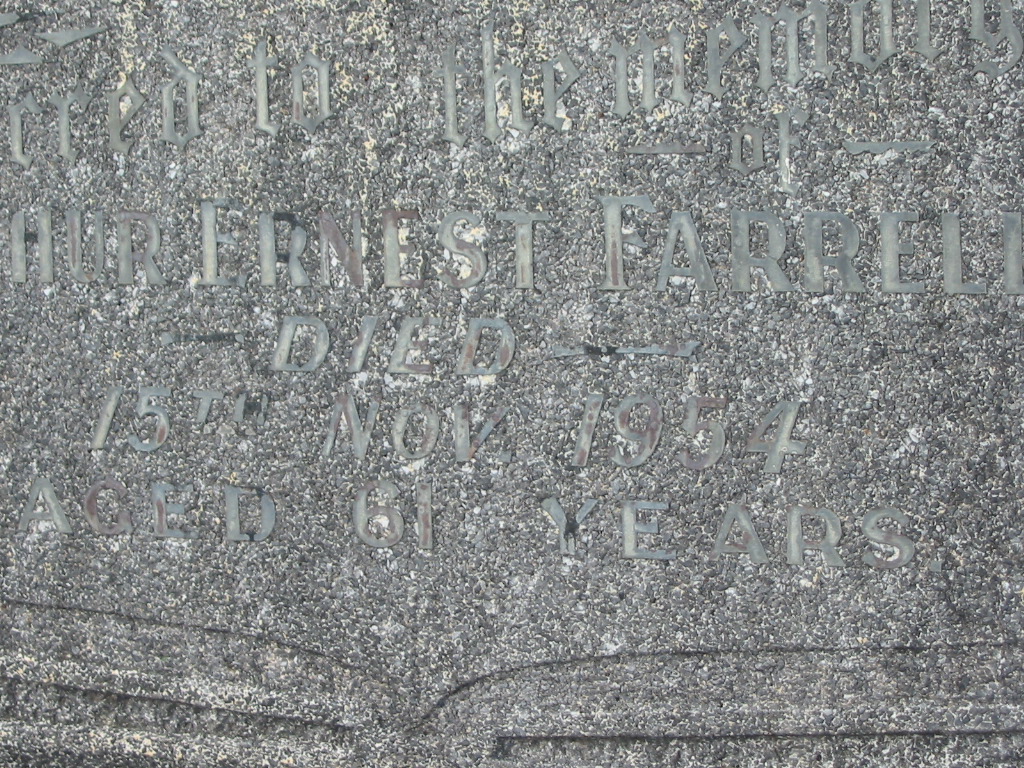 cred to the memory
— of —
HUR ERNEST FARRELL
— DIED —
15TH NOV. 1954
AGED 61 YEARS.